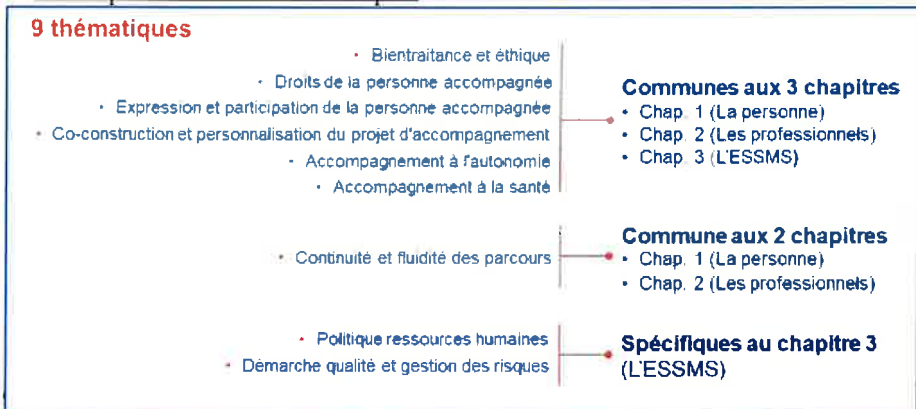 9 thématiques
• Bientraitance et éthique
• Droits de la personne accompagnée
• Expression et participation de la personne accompagnée
• Co-construction et personnalisation du projet d'accompagnement
• Accompagnement à l'autonomie
• Accompagnement à la santé
Communes aux 3 chapitres
• Chap. 1 (La personne)
• Chap. 2 (Les professionnels)
• Chap. 3 (L'ESSMS)
• Continuité et fluidité des parcours
Commune aux 2 chapitres
• Chap. 1 (La personne)
• Chap. 2 (Les professionnels)
• Politique ressources humaines
• Démarche qualité et gestion des risques
Spécifiques au chapitre 3
(L'ESSMS)